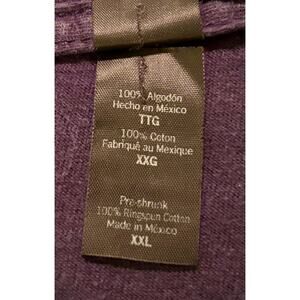 100% Algodón
Hecho en México
TTG
100% Coton
Fabriqué au Mexique
XXG
Pre-shrunk
100% Ringspun Cotton
Made in México
XXL